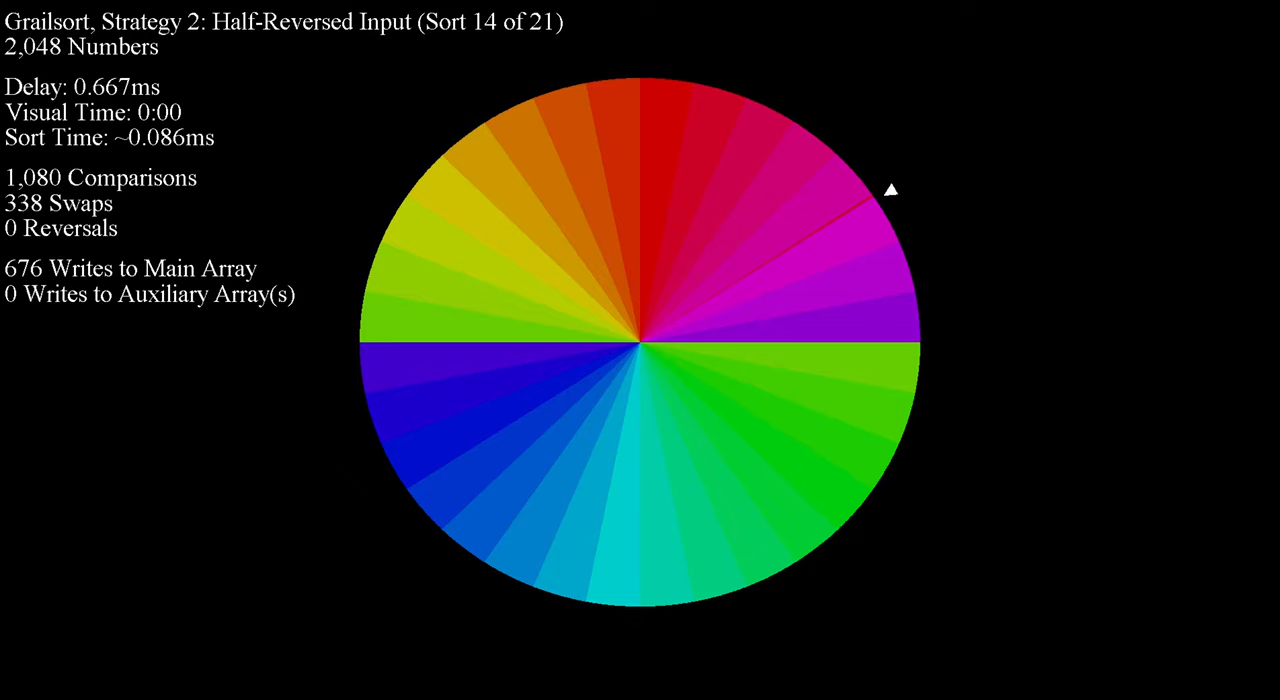 Grailsort, Strategy 2: Half-Reversed Input (Sort 14 of 21)
2,048 Numbers
Delay: 0.667ms
Visual Time: 0:00
Sort Time: ~0.086ms
1,080 Comparisons
338 Swaps
0 Reversals
676 Writes to Main Array
0 Writes to Auxiliary Array(s)